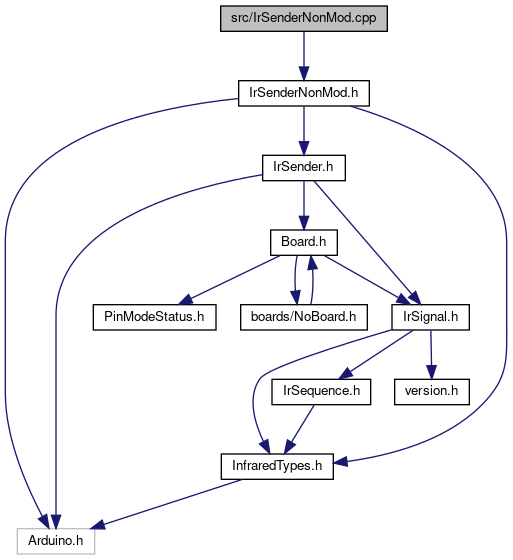 src/IrSenderNonMod.cpp
IrSenderNonMod.h
IrSender.h
Board.h
PinModeStatus.h
boards/NoBoard.h
IrSignal.h
IrSequence.h
version.h
InfraredTypes.h
Arduino.h